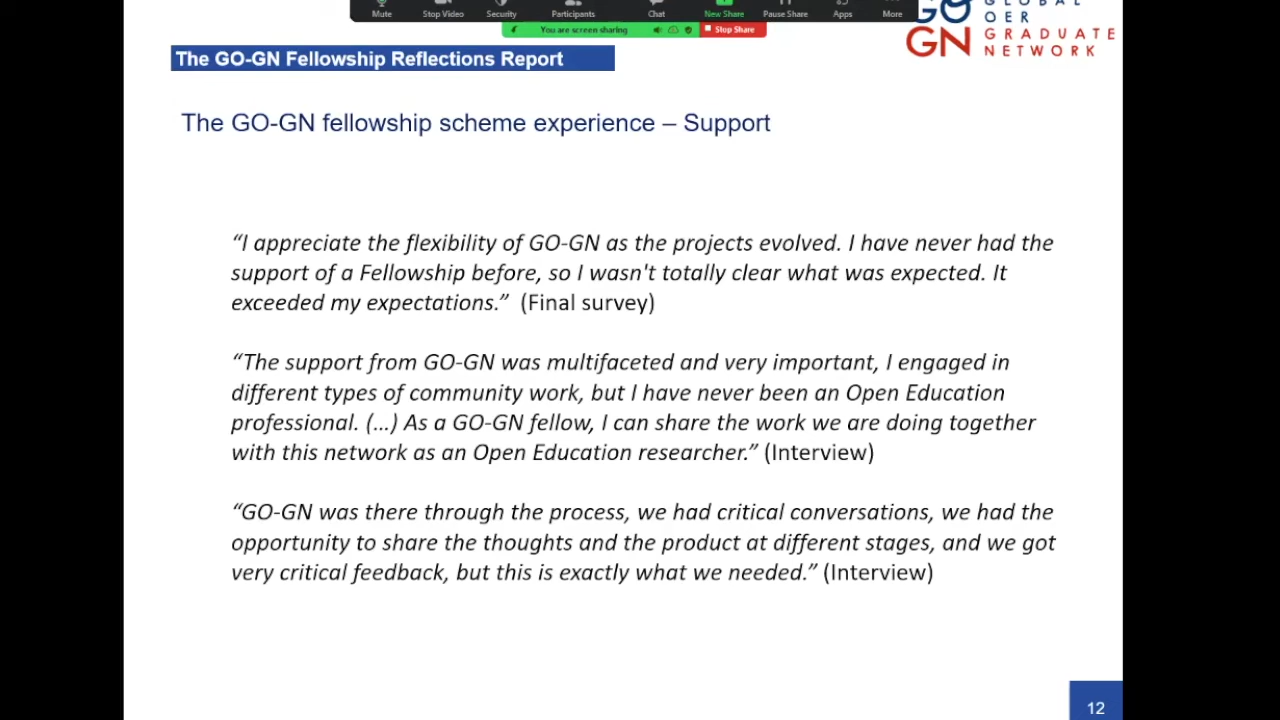 Mute Stop Video Security Participants Chat New Share Pause Share Apps More
You are screen sharing Stop Share
GO GLOBAL
OER
GN GRADUATE
NETWORK
The GO-GN Fellowship Reflections Report
The GO-GN fellowship scheme experience – Support
“I appreciate the flexibility of GO-GN as the projects evolved. I have never had the
support of a Fellowship before, so I wasn't totally clear what was expected. It
exceeded my expectations.” (Final survey)
“The support from GO-GN was multifaceted and very important, I engaged in
different types of community work, but I have never been an Open Education
professional. (…) As a GO-GN fellow, I can share the work we are doing together
with this network as an Open Education researcher.” (Interview)
“GO-GN was there through the process, we had critical conversations, we had the
opportunity to share the thoughts and the product at different stages, and we got
very critical feedback, but this is exactly what we needed.” (Interview)
12